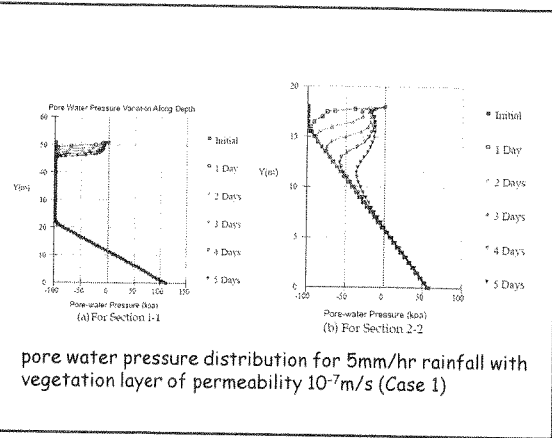 Pore Water Pressure Variation Along Depth
60
50
40
30
20
10
0
Y(m)
-100 -50 0 50 100 150
Pore-water Pressure (kpa)
(a) For Section 1-1
Initial
1 Day
2 Days
3 Days
4 Days
5 Days
20
15
10
5
0
Y(m)
-100 -50 0 50 100
Pore-water Pressure (kpa)
(b) For Section 2-2
Initial
1 Day
2 Days
3 Days
4 Days
5 Days
pore water pressure distribution for 5mm/hr rainfall with
vegetation layer of permeability 10⁻⁷m/s (Case 1)